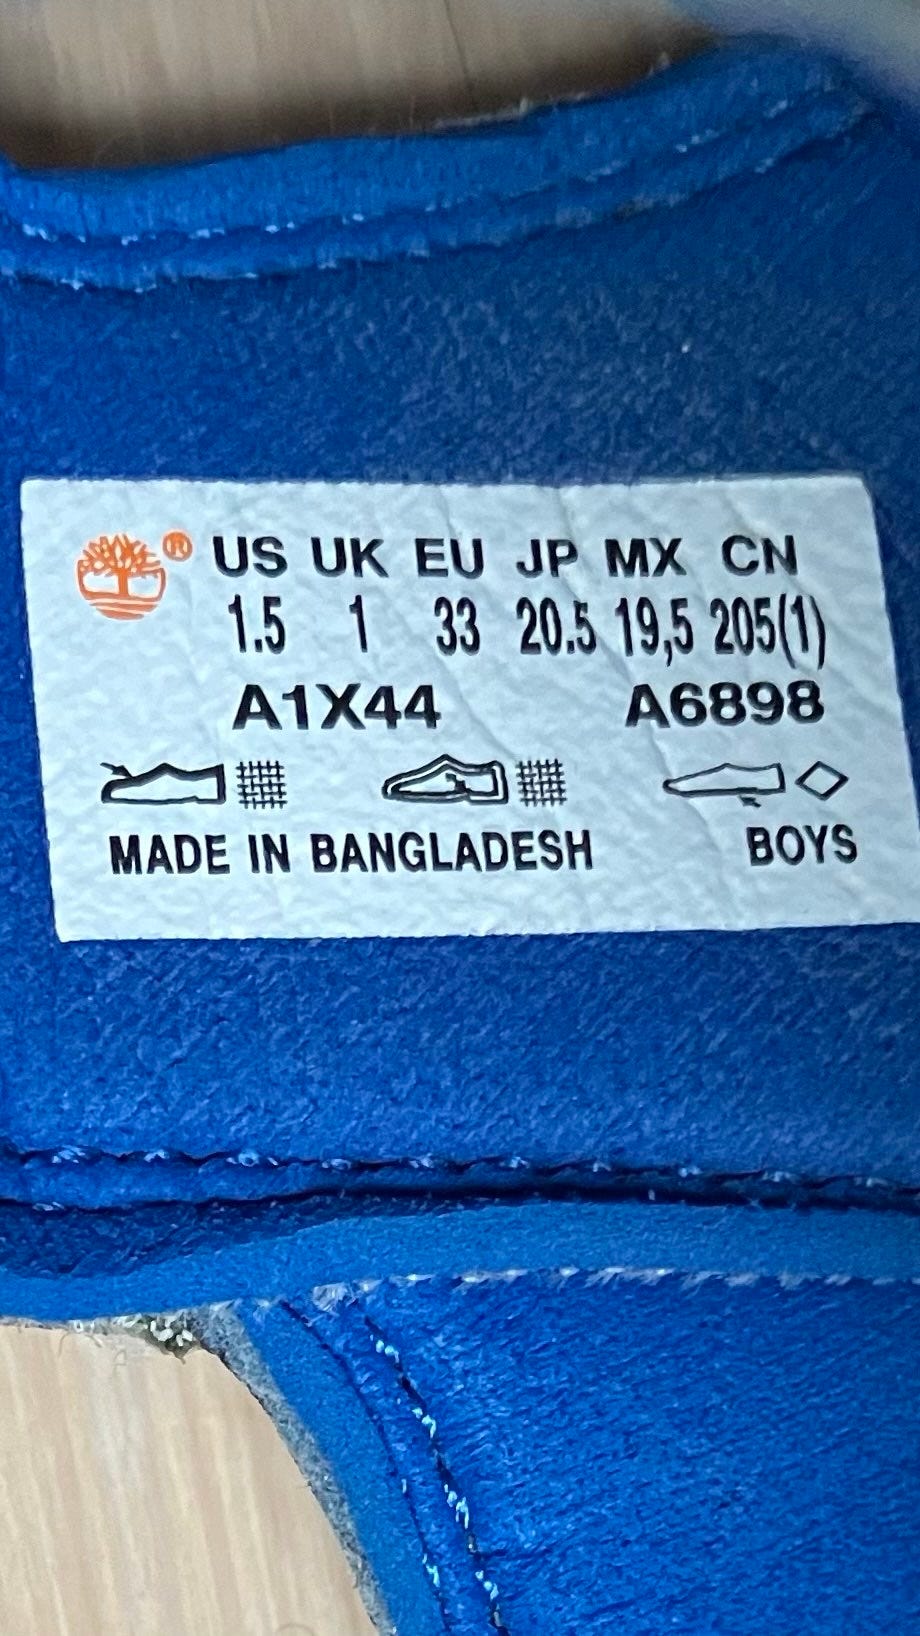 ® US UK EU JP MX CN
1.5 1 33 20.5 19,5 205(1)
A1X44 A6898
MADE IN BANGLADESH BOYS